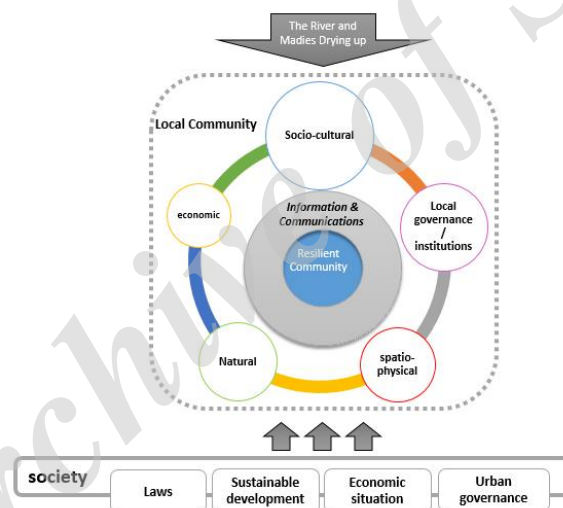 The River and
Madies Drying up
Local Community
Socio-cultural
economic
Information &
Communications
Local
governance
/
institutions
Resilient
Community
Natural
spatio-
physical
society
Laws
Sustainable
development
Economic
situation
Urban
governance